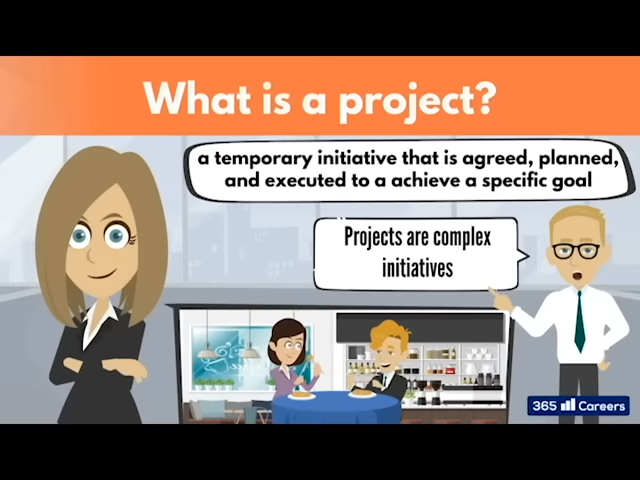 What is a project?
a temporary initiative that is agreed, planned,
and executed to a achieve a specific goal
Projects are complex
initiatives
365 Careers